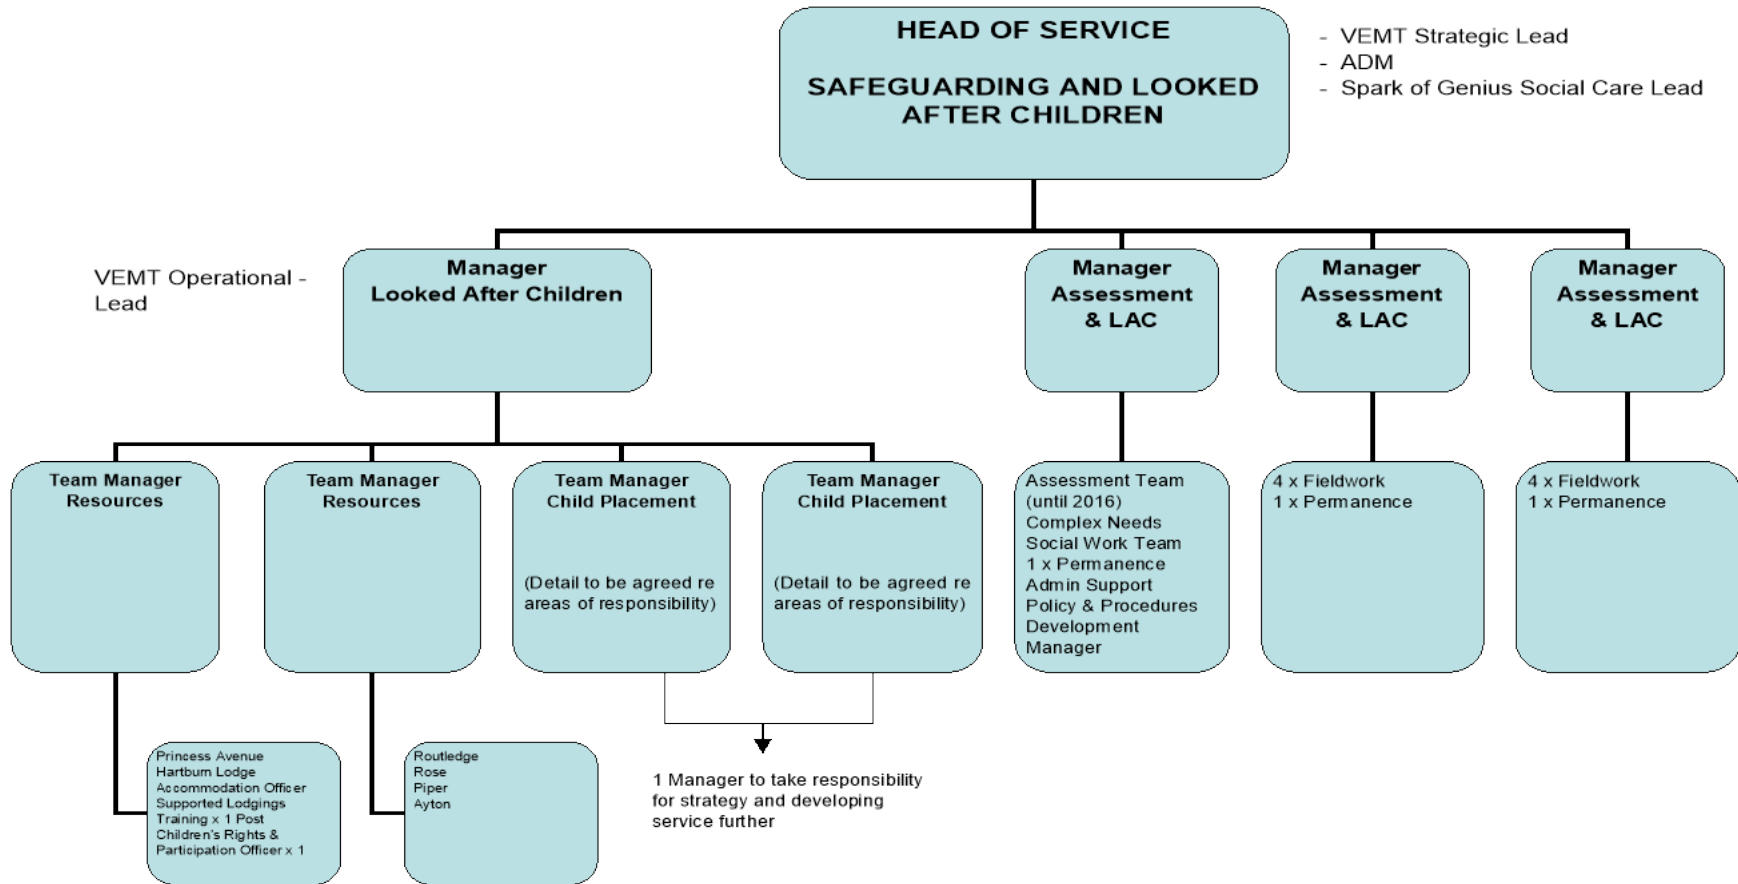 HEAD OF SERVICE
SAFEGUARDING AND LOOKED
AFTER CHILDREN
- VEMT Strategic Lead
- ADM
- Spark of Genius Social Care Lead
VEMT Operational -
Lead
Manager
Looked After Children
Manager
Assessment
& LAC
Manager
Assessment
& LAC
Manager
Assessment
& LAC
Team Manager
Resources
Team Manager
Resources
Team Manager
Child Placement
(Detail to be agreed re
areas of responsibility)
Team Manager
Child Placement
(Detail to be agreed re
areas of responsibility)
Assessment Team
(until 2016)
Complex Needs
Social Work Team
1 x Permanence
Admin Support
Policy & Procedures
Development
Manager
4 x Fieldwork
1 x Permanence
4 x Fieldwork
1 x Permanence
Princess Avenue
Hartburn Lodge
Accommodation Officer
Supported Lodgings
Training x 1 Post
Children's Rights &
Participation Officer x 1
Routledge
Rose
Piper
Ayton
1 Manager to take responsibility
for strategy and developing
service further